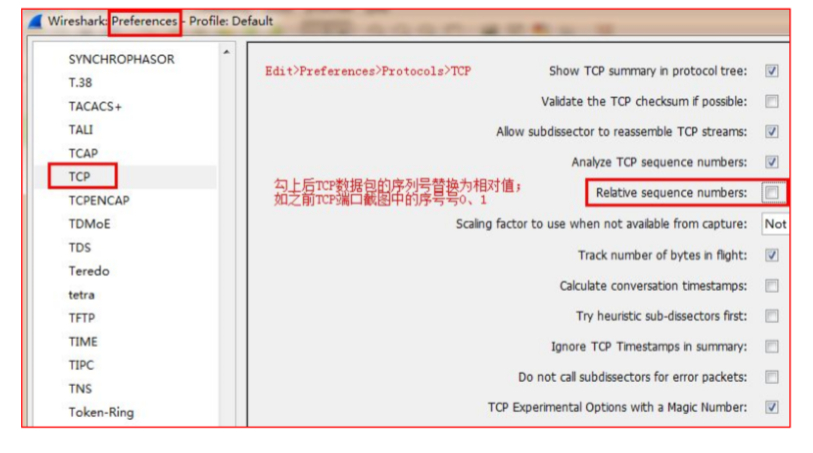 Wireshark: Preferences - Profile: Default
SYNCHROPHASOR
T.38
TACACS+
TALI
TCAP
TCP
TCPENCAP
TDMoE
TDS
Teredo
tetra
TFTP
TIME
TIPC
TNS
Token-Ring
Edit>Preferences>Protocols>TCP
Show TCP summary in protocol tree:
Validate the TCP checksum if possible:
Allow subdissector to reassemble TCP streams:
Analyze TCP sequence numbers:
勾上后TCP数据包的序列号替换为相对值;
如之前TCP端口截图中的序号号0、1
Relative sequence numbers:
Scaling factor to use when not available from capture:
Not
Track number of bytes in flight:
Calculate conversation timestamps:
Try heuristic sub-dissectors first:
Ignore TCP Timestamps in summary:
Do not call subdissectors for error packets:
TCP Experimental Options with a Magic Number: